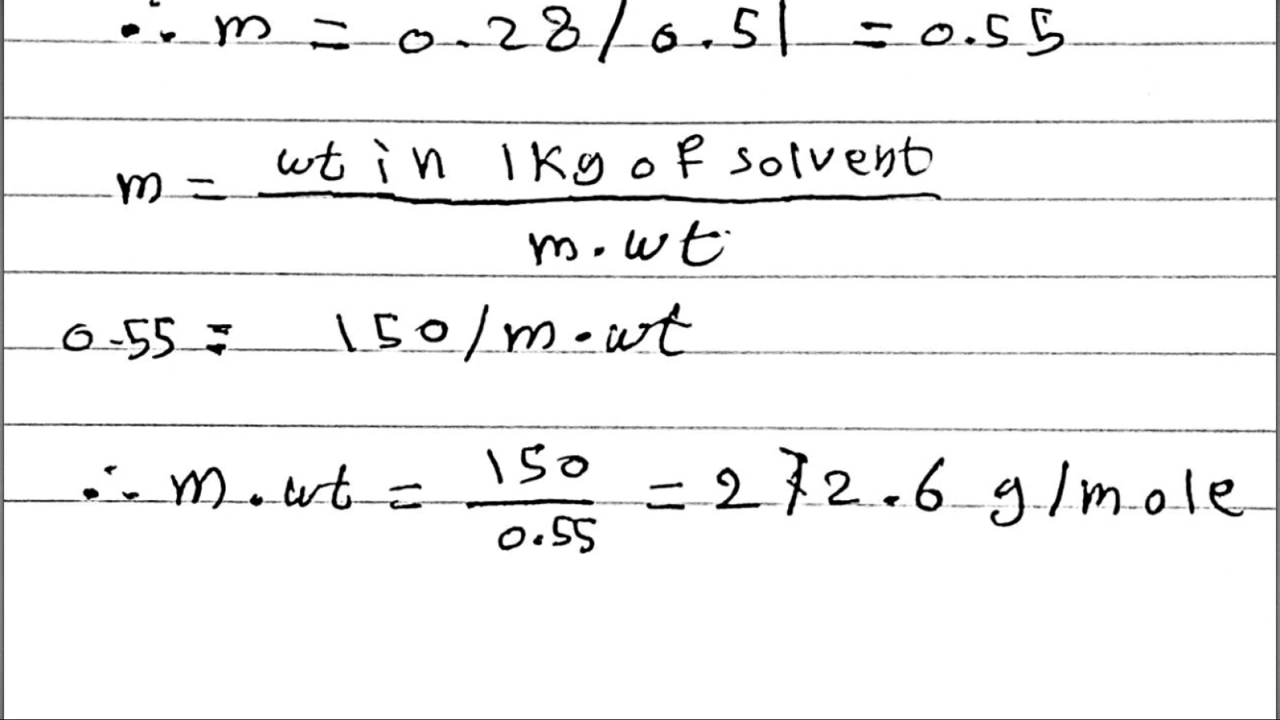 ∴ m = 0.28/0.51 = 0.55
m = wt in 1Kg of solvent
m.wt
0.55 = 150/m.wt
∴ m.wt = 150/0.55 = 272.6 g/mole